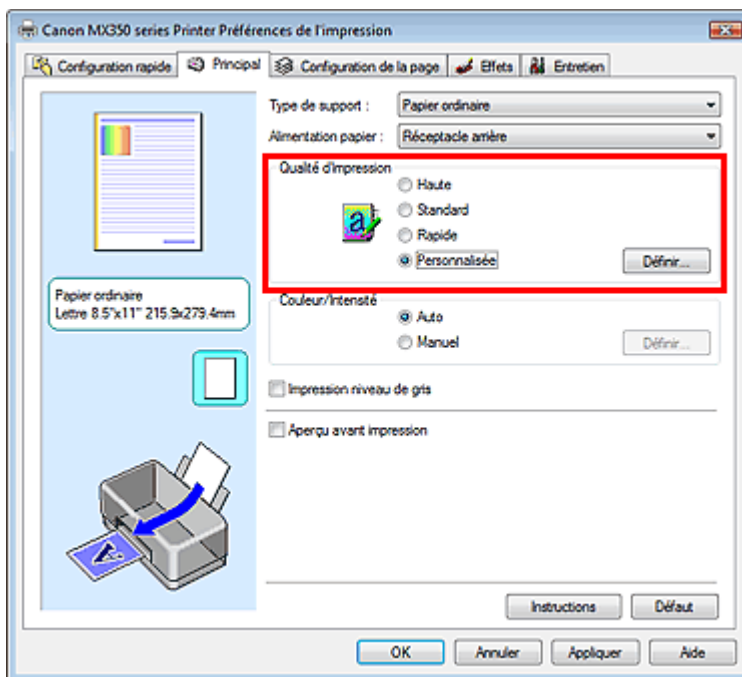 Canon MX350 series Printer Préférences de l'impression
Configuration rapide Principal Configuration de la page Effets Entretien
Type de support : Papier ordinaire
Alimentation papier : Réceptacle arrière
Qualité d'impression
Haute
Standard
Rapide
Personnalisée Définir...
Papier ordinaire
Lettre 8.5"x11" 215.9x279.4mm
Couleur/Intensité
Auto
Manuel Définir...
Impression niveau de gris
Aperçu avant impression
Instructions Défaut
OK Annuler Appliquer Aide